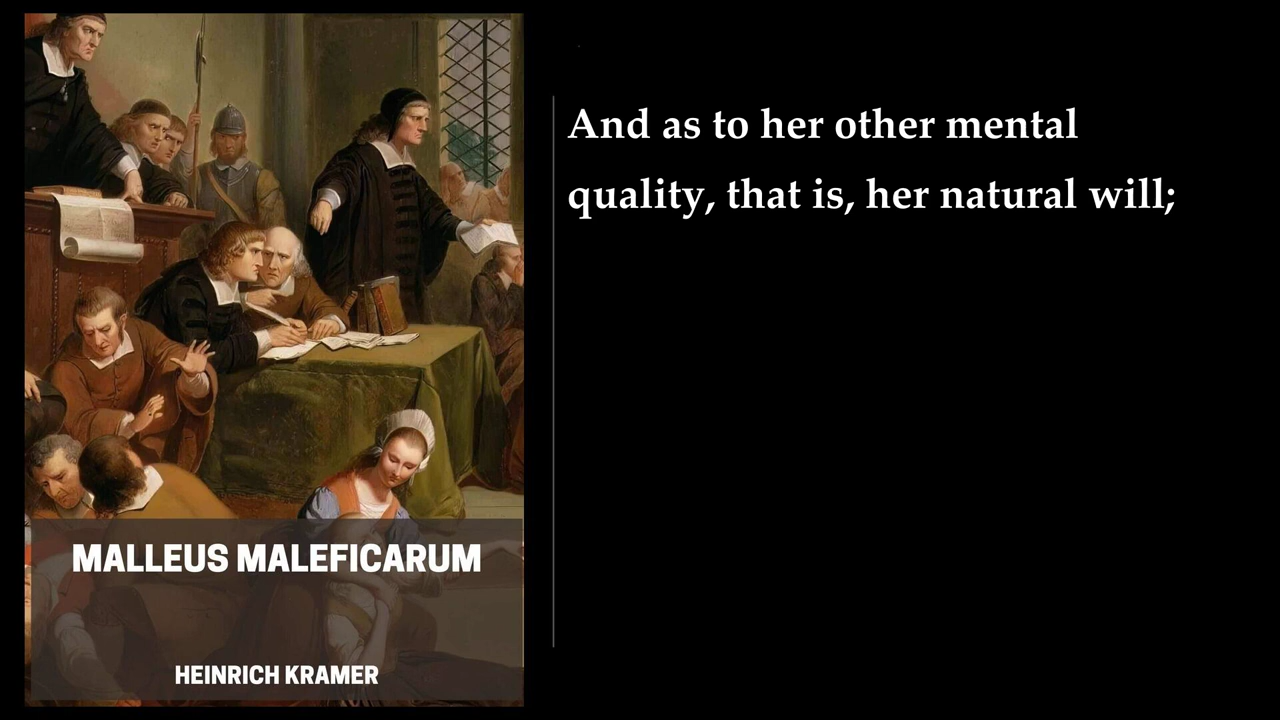 And as to her other mental
quality, that is, her natural will;
MALLEUS MALEFICARUM
HEINRICH KRAMER